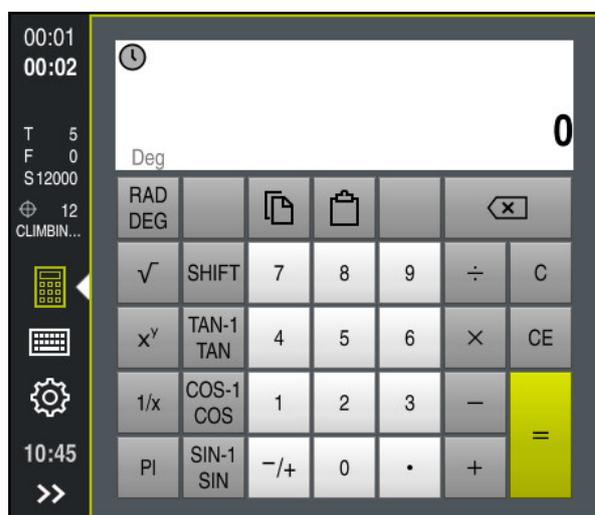 00:01
00:02
T 5
F 0
S12000
12
CLIMBIN...
10:45
>>
0
Deg
RAD
DEG
√ SHIFT 7 8 9 ÷ C
xʸ TAN-1
TAN 4 5 6 × CE
1/x COS-1
COS 1 2 3 − =
PI SIN-1
SIN −/+ 0 . +